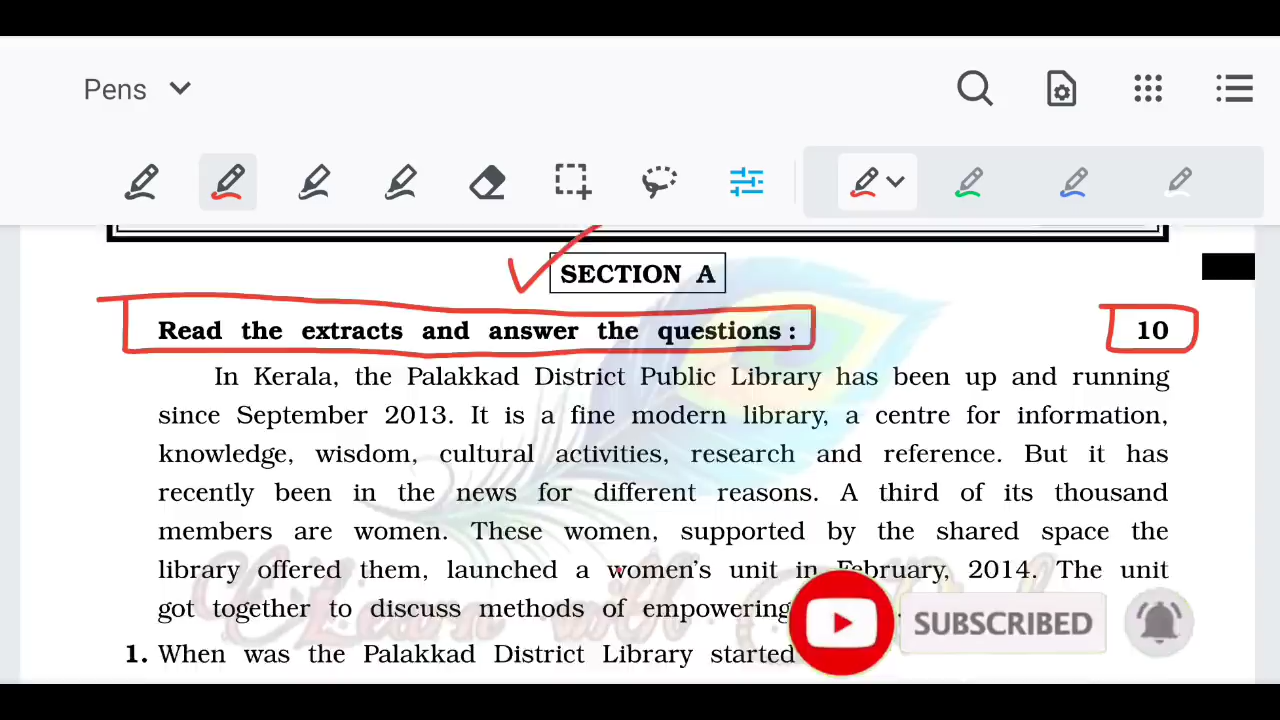 Pens
SECTION A
Read the extracts and answer the questions : 10
In Kerala, the Palakkad District Public Library has been up and running
since September 2013. It is a fine modern library, a centre for information,
knowledge, wisdom, cultural activities, research and reference. But it has
recently been in the news for different reasons. A third of its thousand
members are women. These women, supported by the shared space the
library offered them, launched a women's unit in February, 2014. The unit
got together to discuss methods of empowering
SUBSCRIBED
Learn with
1. When was the Palakkad District Library started